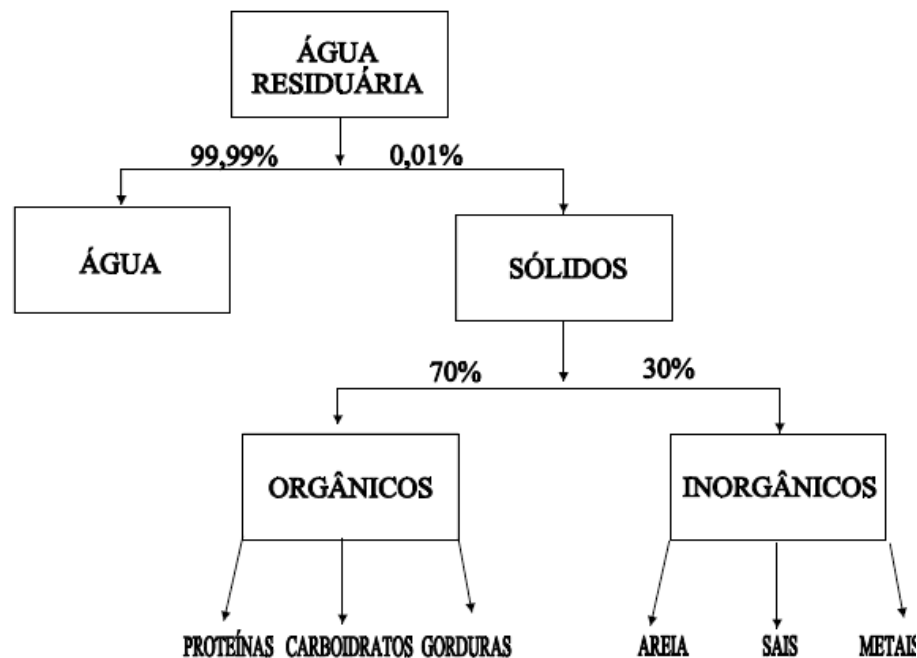 ÁGUA
RESIDUÁRIA
99,99%
0,01%
ÁGUA
SÓLIDOS
70%
30%
ORGÂNICOS
INORGÂNICOS
PROTEÍNAS
CARBOIDRATOS
GORDURAS
AREIA
SAIS
METAIS